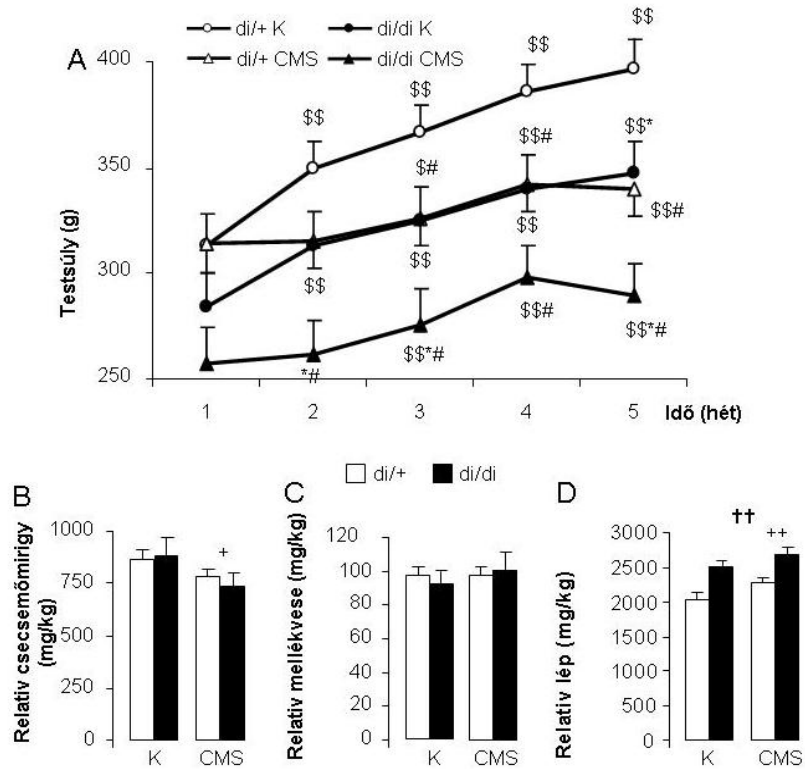 di/+ K di/di K
di/+ CMS di/di CMS
A
Testsúly (g)
400
350
300
250
$$
$$
$$
$$
$$
$#
$$#
$$*
$$
$$
$$
$$#
*#
$$*#
$$#
$$*#
1 2 3 4 5 Idő (hét)
di/+ di/di
B
Relatív csecsemőmirigy
(mg/kg)
1000
750
500
250
0
+
K CMS
C
Relatív mellékvese (mg/kg)
120
100
80
60
40
20
0
K CMS
D
Relatív lép (mg/kg)
3000
2500
2000
1500
1000
500
0
††
++
K CMS